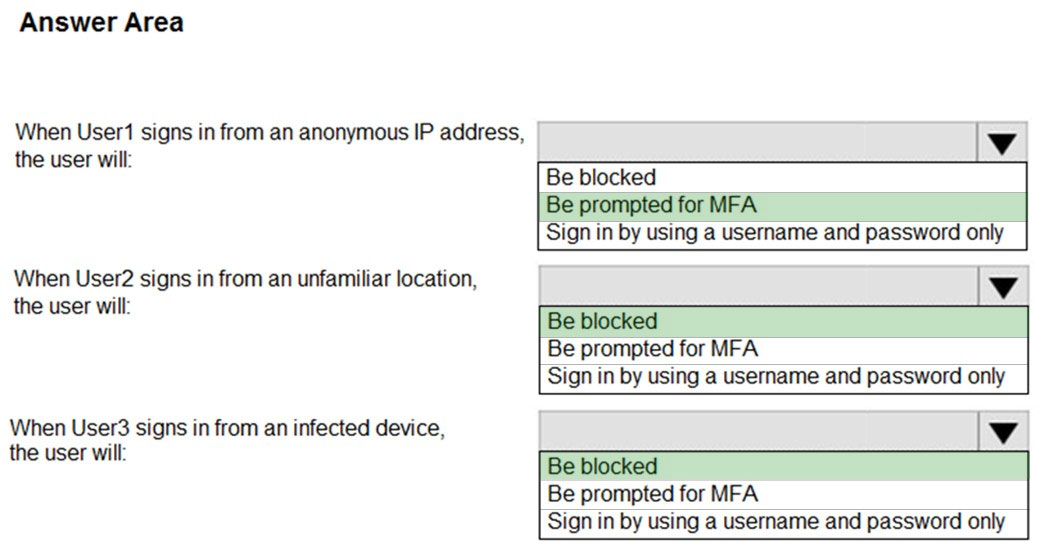 Answer Area
When User1 signs in from an anonymous IP address,
the user will:
Be blocked
Be prompted for MFA
Sign in by using a username and password only
When User2 signs in from an unfamiliar location,
the user will:
Be blocked
Be prompted for MFA
Sign in by using a username and password only
When User3 signs in from an infected device,
the user will:
Be blocked
Be prompted for MFA
Sign in by using a username and password only